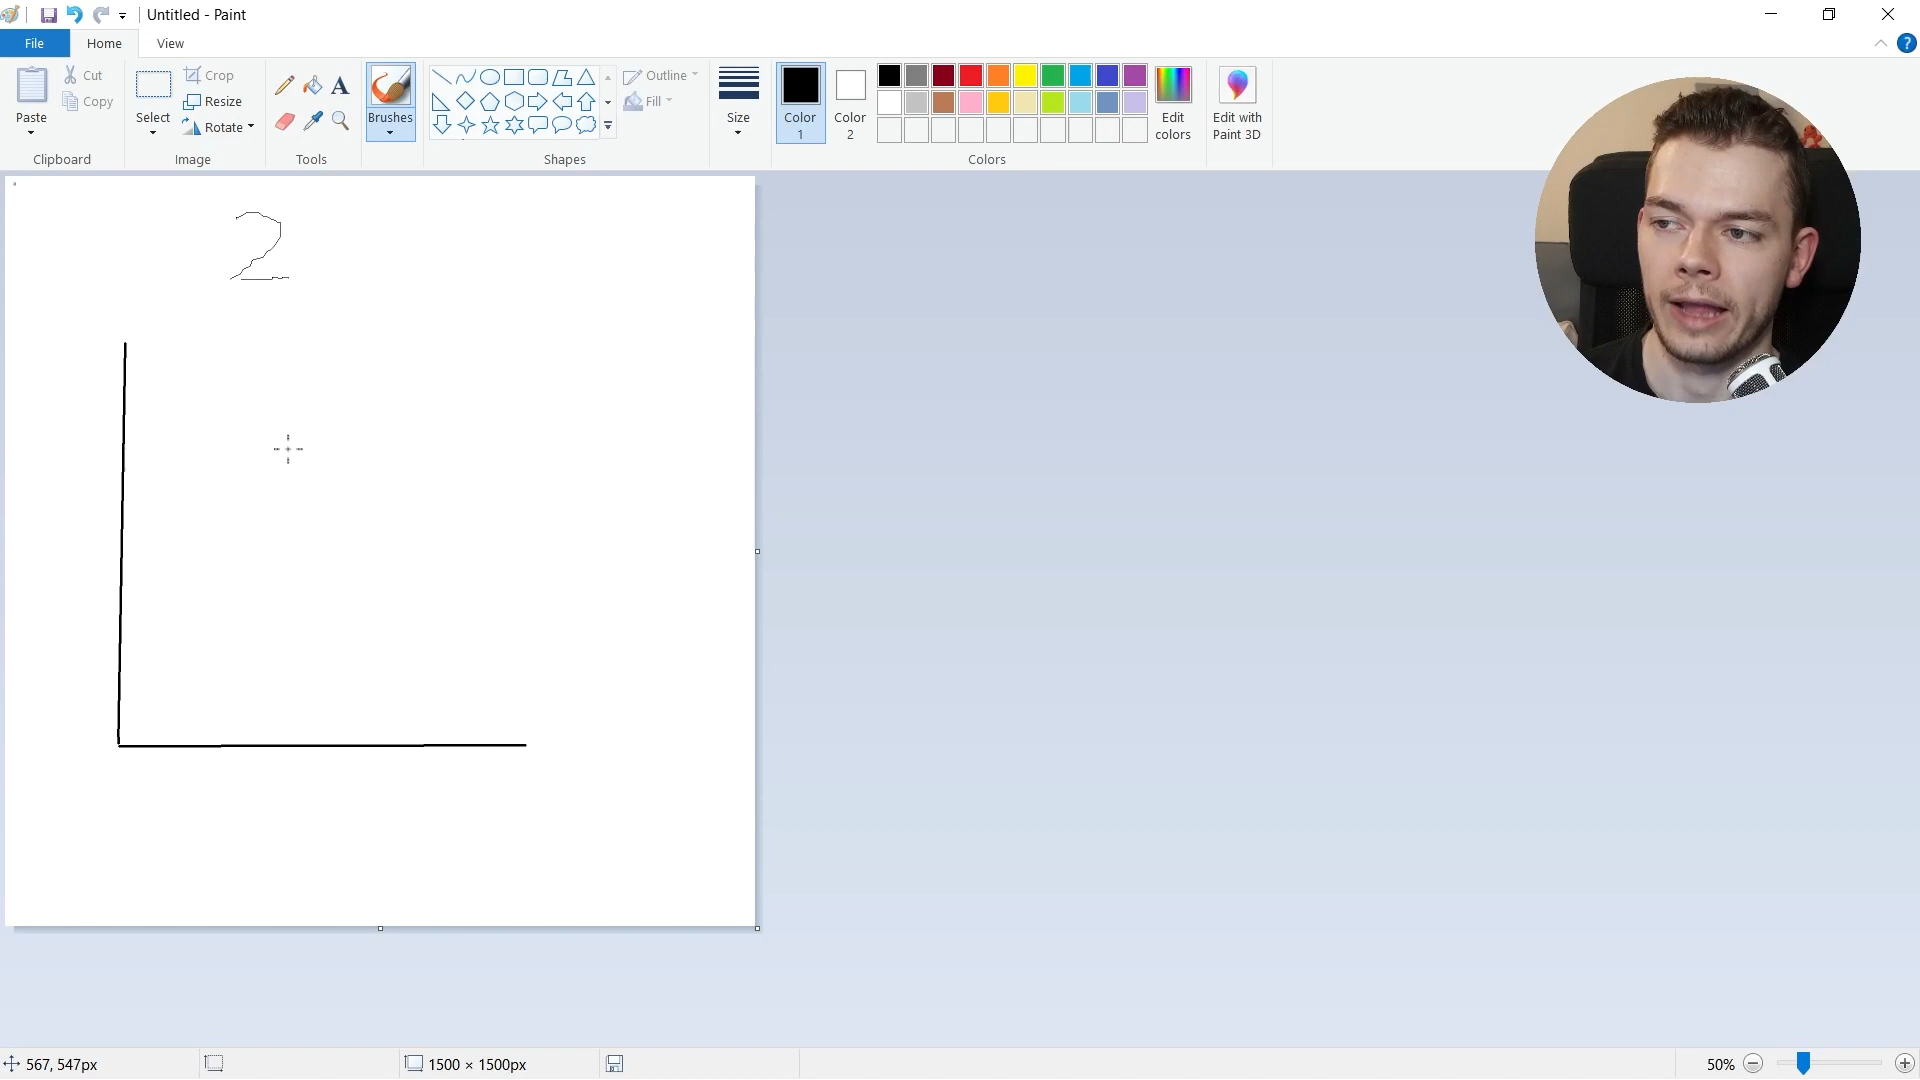 Untitled - Paint
File Home View
Paste
Cut
Copy
Clipboard
Select
Crop
Resize
Rotate
Image
A
Tools
Brushes
Shapes
Outline
Fill
Size
Color 1
Color 2
Colors
Edit colors
Edit with Paint 3D
?
2
567, 547px
1500 × 1500px
50%